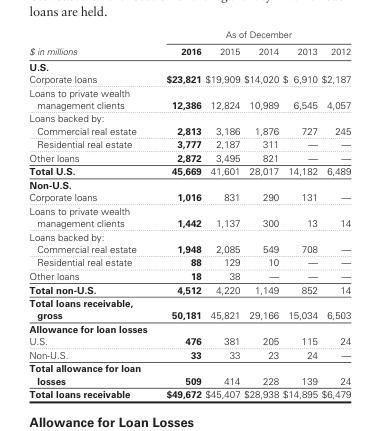 loans are held.
As of December
$ in millions 2016 2015 2014 2013 2012
U.S.
Corporate loans $23,821 $19,909 $14,020 $ 6,910 $2,187
Loans to private wealth
management clients 12,386 12,824 10,989 6,545 4,057
Loans backed by:
Commercial real estate 2,813 3,186 1,876 727 245
Residential real estate 3,777 2,187 311 — —
Other loans 2,872 3,495 821 — —
Total U.S. 45,669 41,601 28,017 14,182 6,489
Non-U.S.
Corporate loans 1,016 831 290 131 —
Loans to private wealth
management clients 1,442 1,137 300 13 14
Loans backed by:
Commercial real estate 1,948 2,085 549 708 —
Residential real estate 88 129 10 — —
Other loans 18 38 — — —
Total non-U.S. 4,512 4,220 1,149 852 14
Total loans receivable,
gross 50,181 45,821 29,166 15,034 6,503
Allowance for loan losses
U.S. 476 381 205 115 24
Non-U.S. 33 33 23 24 —
Total allowance for loan
losses 509 414 228 139 24
Total loans receivable $49,672 $45,407 $28,938 $14,895 $6,479
Allowance for Loan Losses